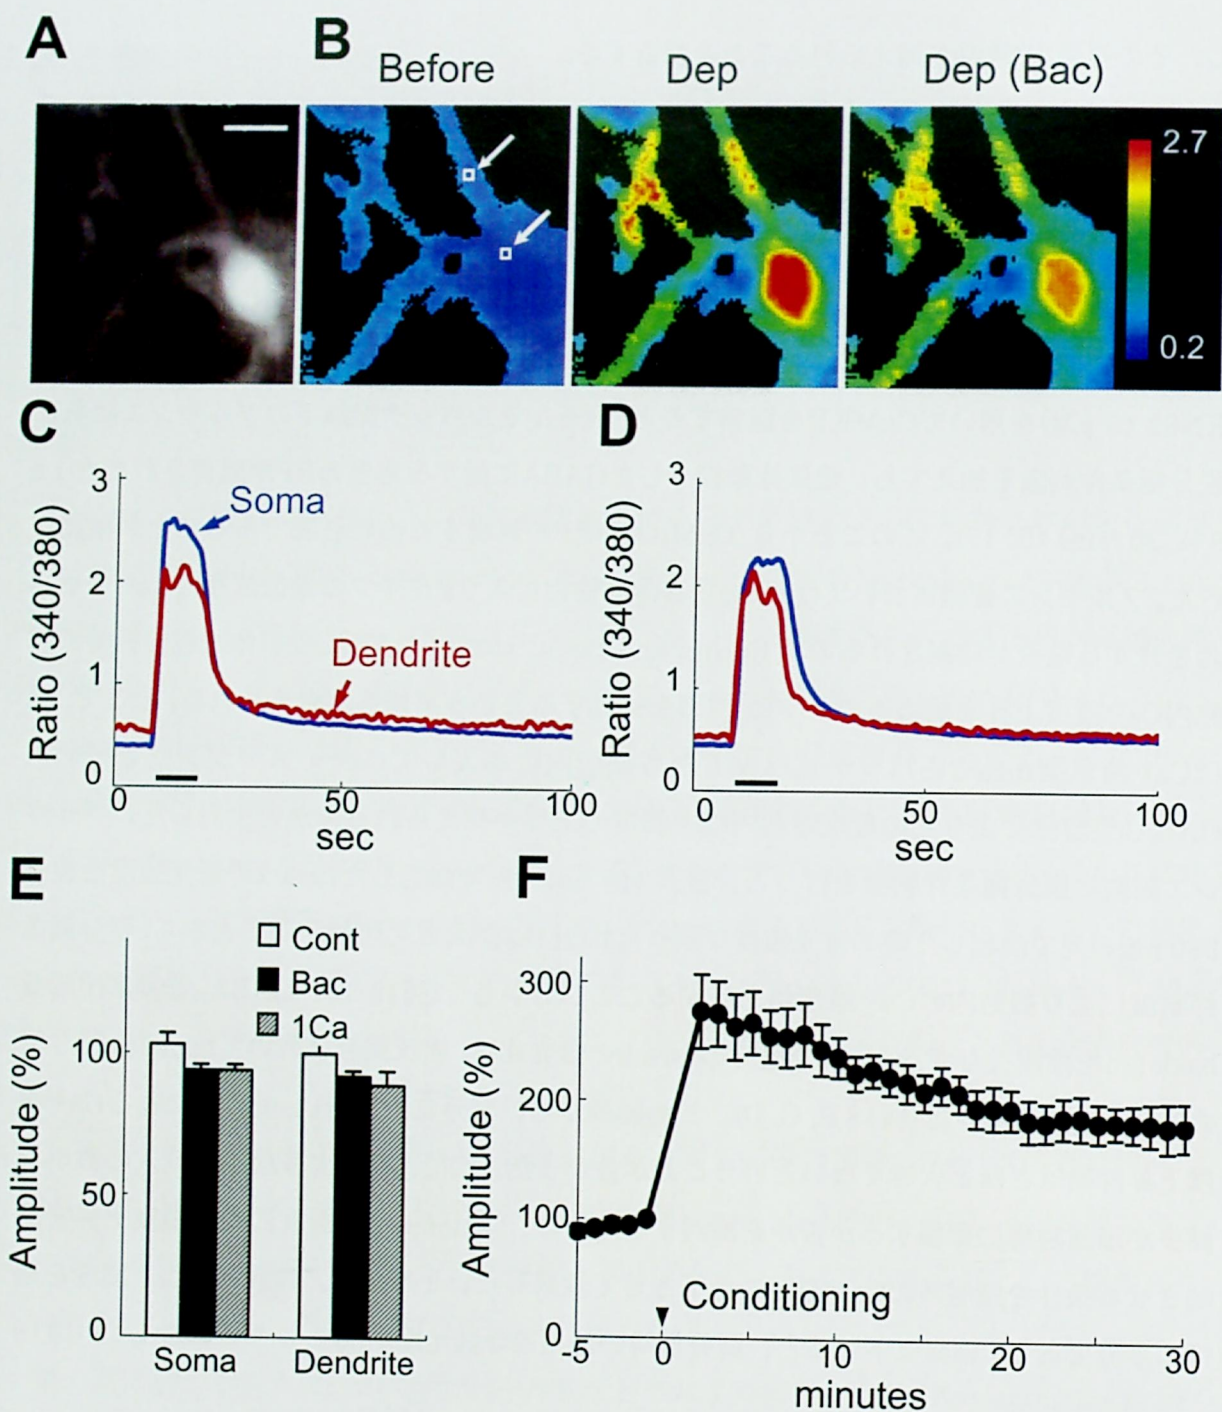 A
B
Before
Dep
Dep (Bac)
2.7
0.2
C
D
3
2
1
0
Ratio (340/380)
Soma
Dendrite
0
50
100
sec
3
2
1
0
Ratio (340/380)
0
50
100
sec
E
F
Cont
Bac
1Ca
100
50
0
Amplitude (%)
Soma
Dendrite
300
200
100
0
Amplitude (%)
Conditioning
-5
0
10
20
30
minutes